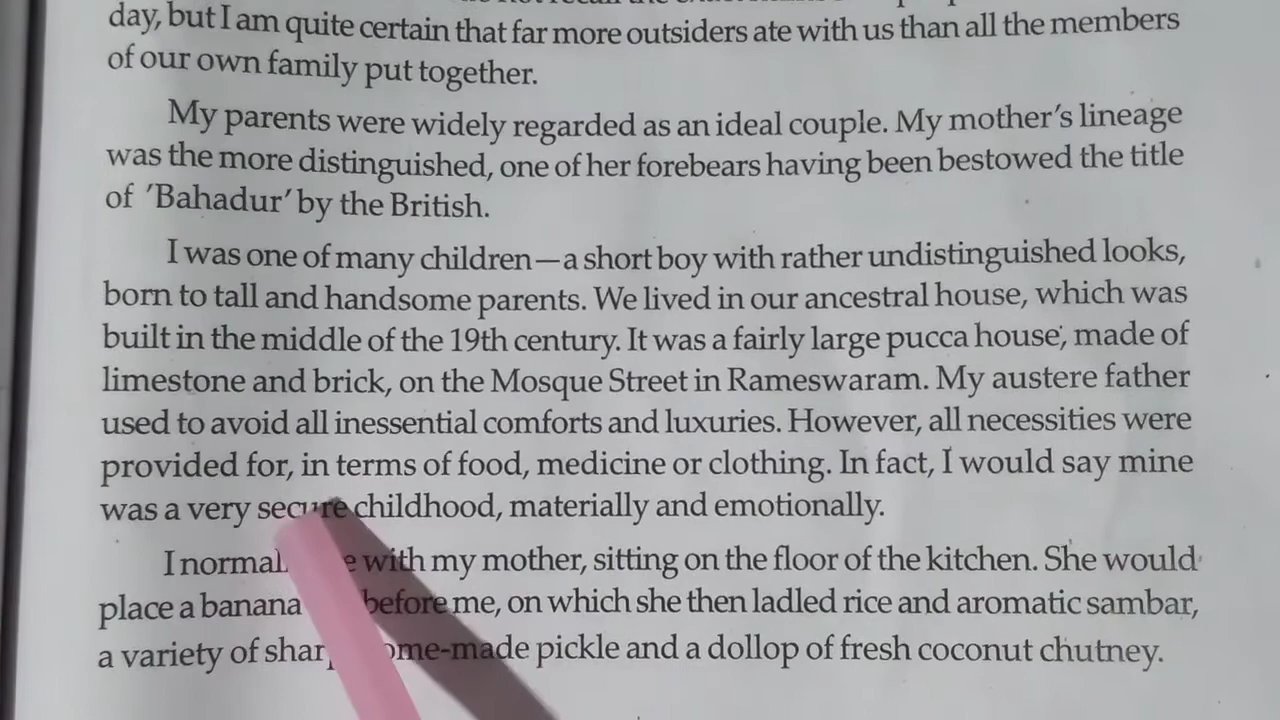 day, but I am quite certain that far more outsiders ate with us than all the members
of our own family put together.
My parents were widely regarded as an ideal couple. My mother's lineage
was the more distinguished, one of her forebears having been bestowed the title
of 'Bahadur' by the British.
I was one of many children—a short boy with rather undistinguished looks,
born to tall and handsome parents. We lived in our ancestral house, which was
built in the middle of the 19th century. It was a fairly large pucca house, made of
limestone and brick, on the Mosque Street in Rameswaram. My austere father
used to avoid all inessential comforts and luxuries. However, all necessities were
provided for, in terms of food, medicine or clothing. In fact, I would say mine
was a very secure childhood, materially and emotionally.
I with my mother, sitting on the floor of the kitchen. She would
place a banana before me, on which she then ladled rice and aromatic sambar,
a variety of pickle and a dollop of fresh coconut chutney.